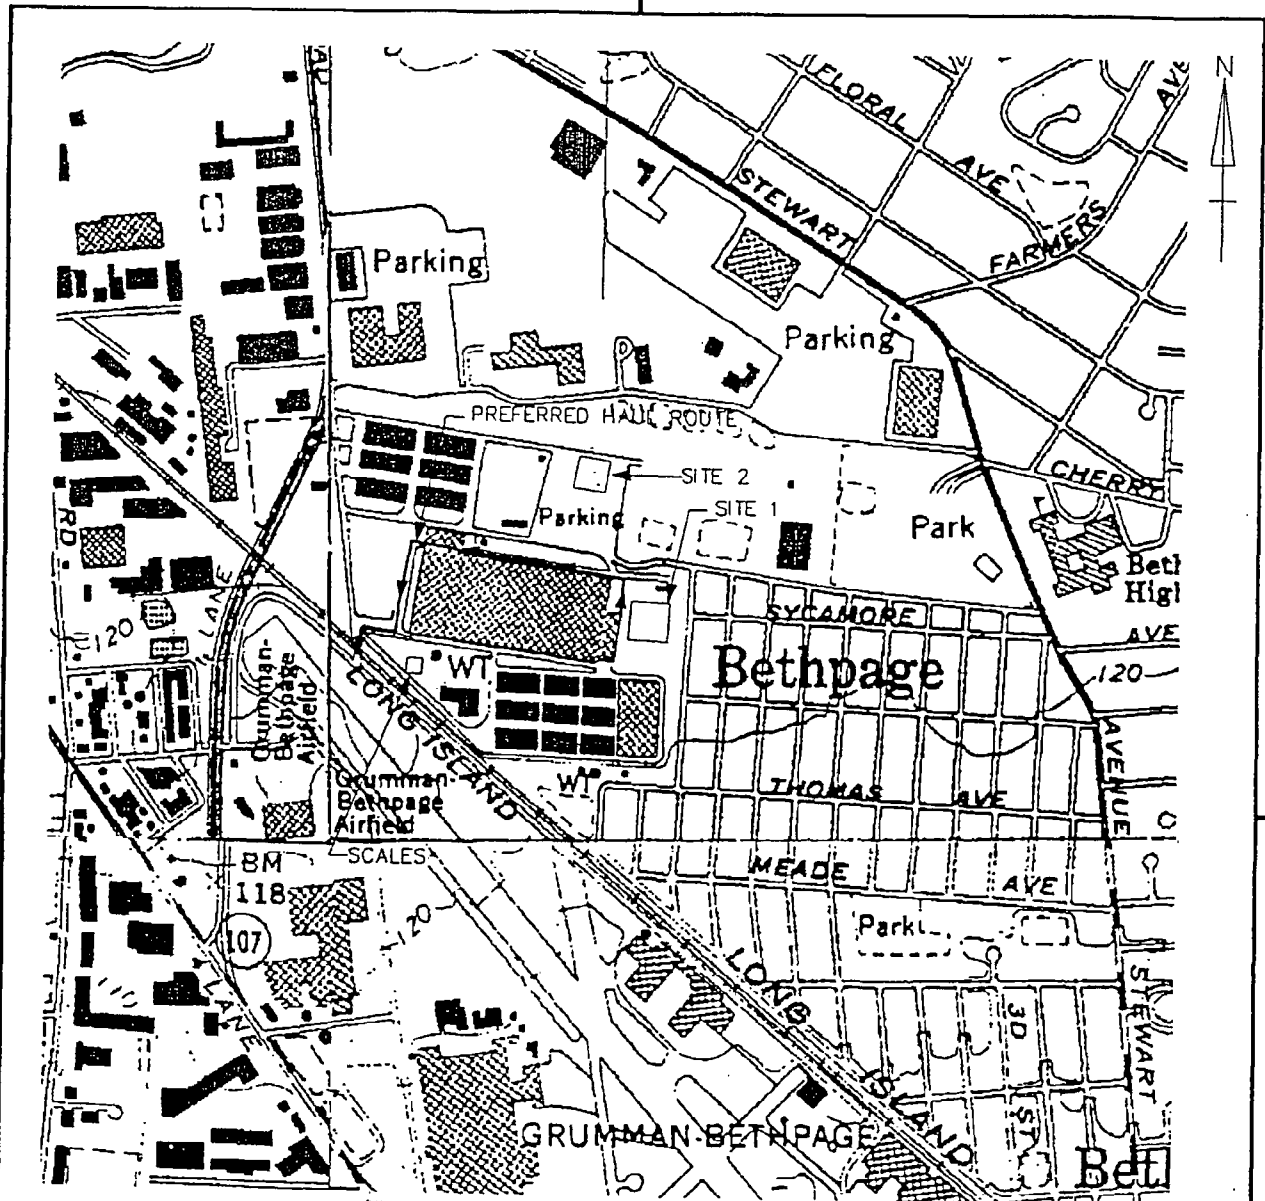 N
FLORAL
AVE
AVE
STEWART
FARMERS
Parking
Parking
PREFERRED HAUL ROUTE
SITE 2
SITE 1
CHERRY
Parking
Park
RD
Beth
High
SYCAMORE
AVE
120
LANE
Bethpage
120
WT
Grumman-
Bethpage
Airfield
LONG ISLAND
AVENUE
WT
Grumman-
Bethpage
Airfield
THOMAS AVE
SCALES
BM
118
MEADE AVE
120
Park
107
LANE
LONG ISLAND
STEWART
3D
ST
GRUMMAN-BETHPAGE
Bet